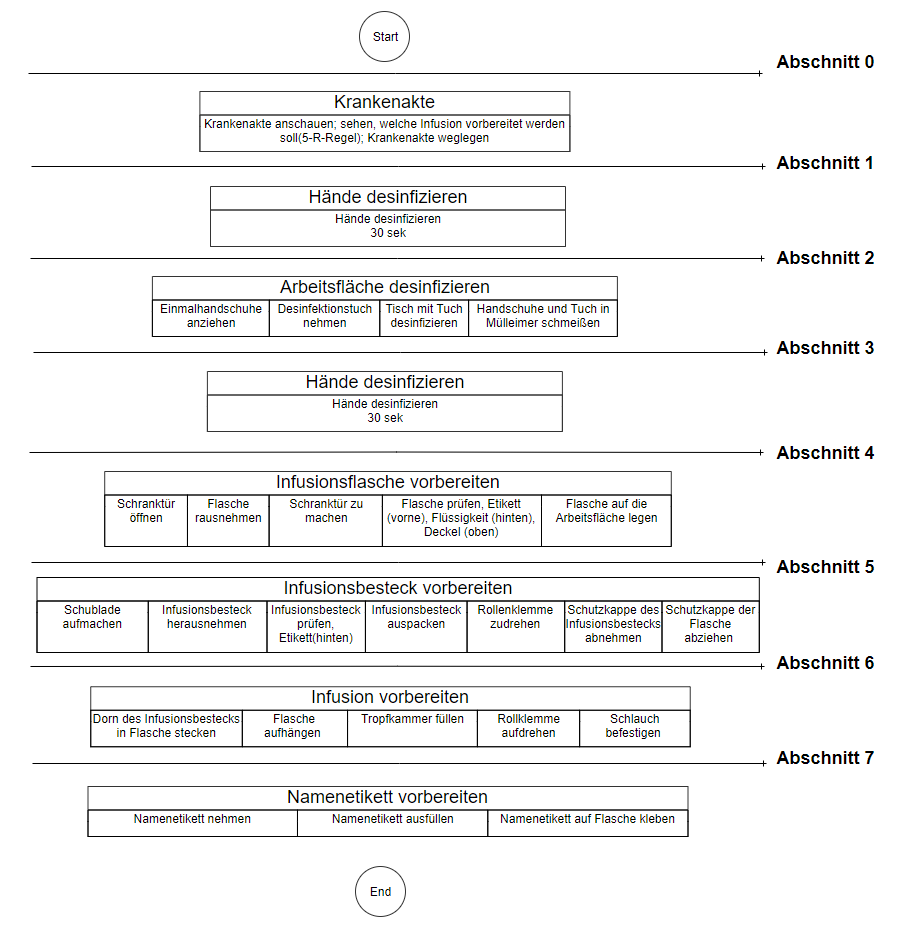 Start
Abschnitt 0
Krankenakte
Krankenakte anschauen; sehen, welche Infusion vorbereitet werden
soll(5-R-Regel); Krankenakte weglegen
Abschnitt 1
Hände desinfizieren
Hände desinfizieren
30 sek
Abschnitt 2
Arbeitsfläche desinfizieren
Einmalhandschuhe
anziehen
Desinfektionstuch
nehmen
Tisch mit Tuch
desinfizieren
Handschuhe und Tuch in
Mülleimer schmeißen
Abschnitt 3
Hände desinfizieren
Hände desinfizieren
30 sek
Abschnitt 4
Infusionsflasche vorbereiten
Schranktür
öffnen
Flasche
rausnehmen
Schranktür zu
machen
Flasche prüfen, Etikett
(vorne), Flüssigkeit (hinten),
Deckel (oben)
Flasche auf die
Arbeitsfläche legen
Abschnitt 5
Infusionsbesteck vorbereiten
Schublade
aufmachen
Infusionsbesteck
herausnehmen
Infusionsbesteck
prüfen,
Etikett(hinten)
Infusionsbesteck
auspacken
Rollenklemme
zudrehen
Schutzkappe des
Infusionsbestecks
abnehmen
Schutzkappe der
Flasche
abziehen
Abschnitt 6
Infusion vorbereiten
Dorn des Infusionsbestecks
in Flasche stecken
Flasche
aufhängen
Tropfkammer füllen
Rollklemme
aufdrehen
Schlauch
befestigen
Abschnitt 7
Namenetikett vorbereiten
Namenetikett nehmen
Namenetikett ausfüllen
Namenetikett auf Flasche kleben
End